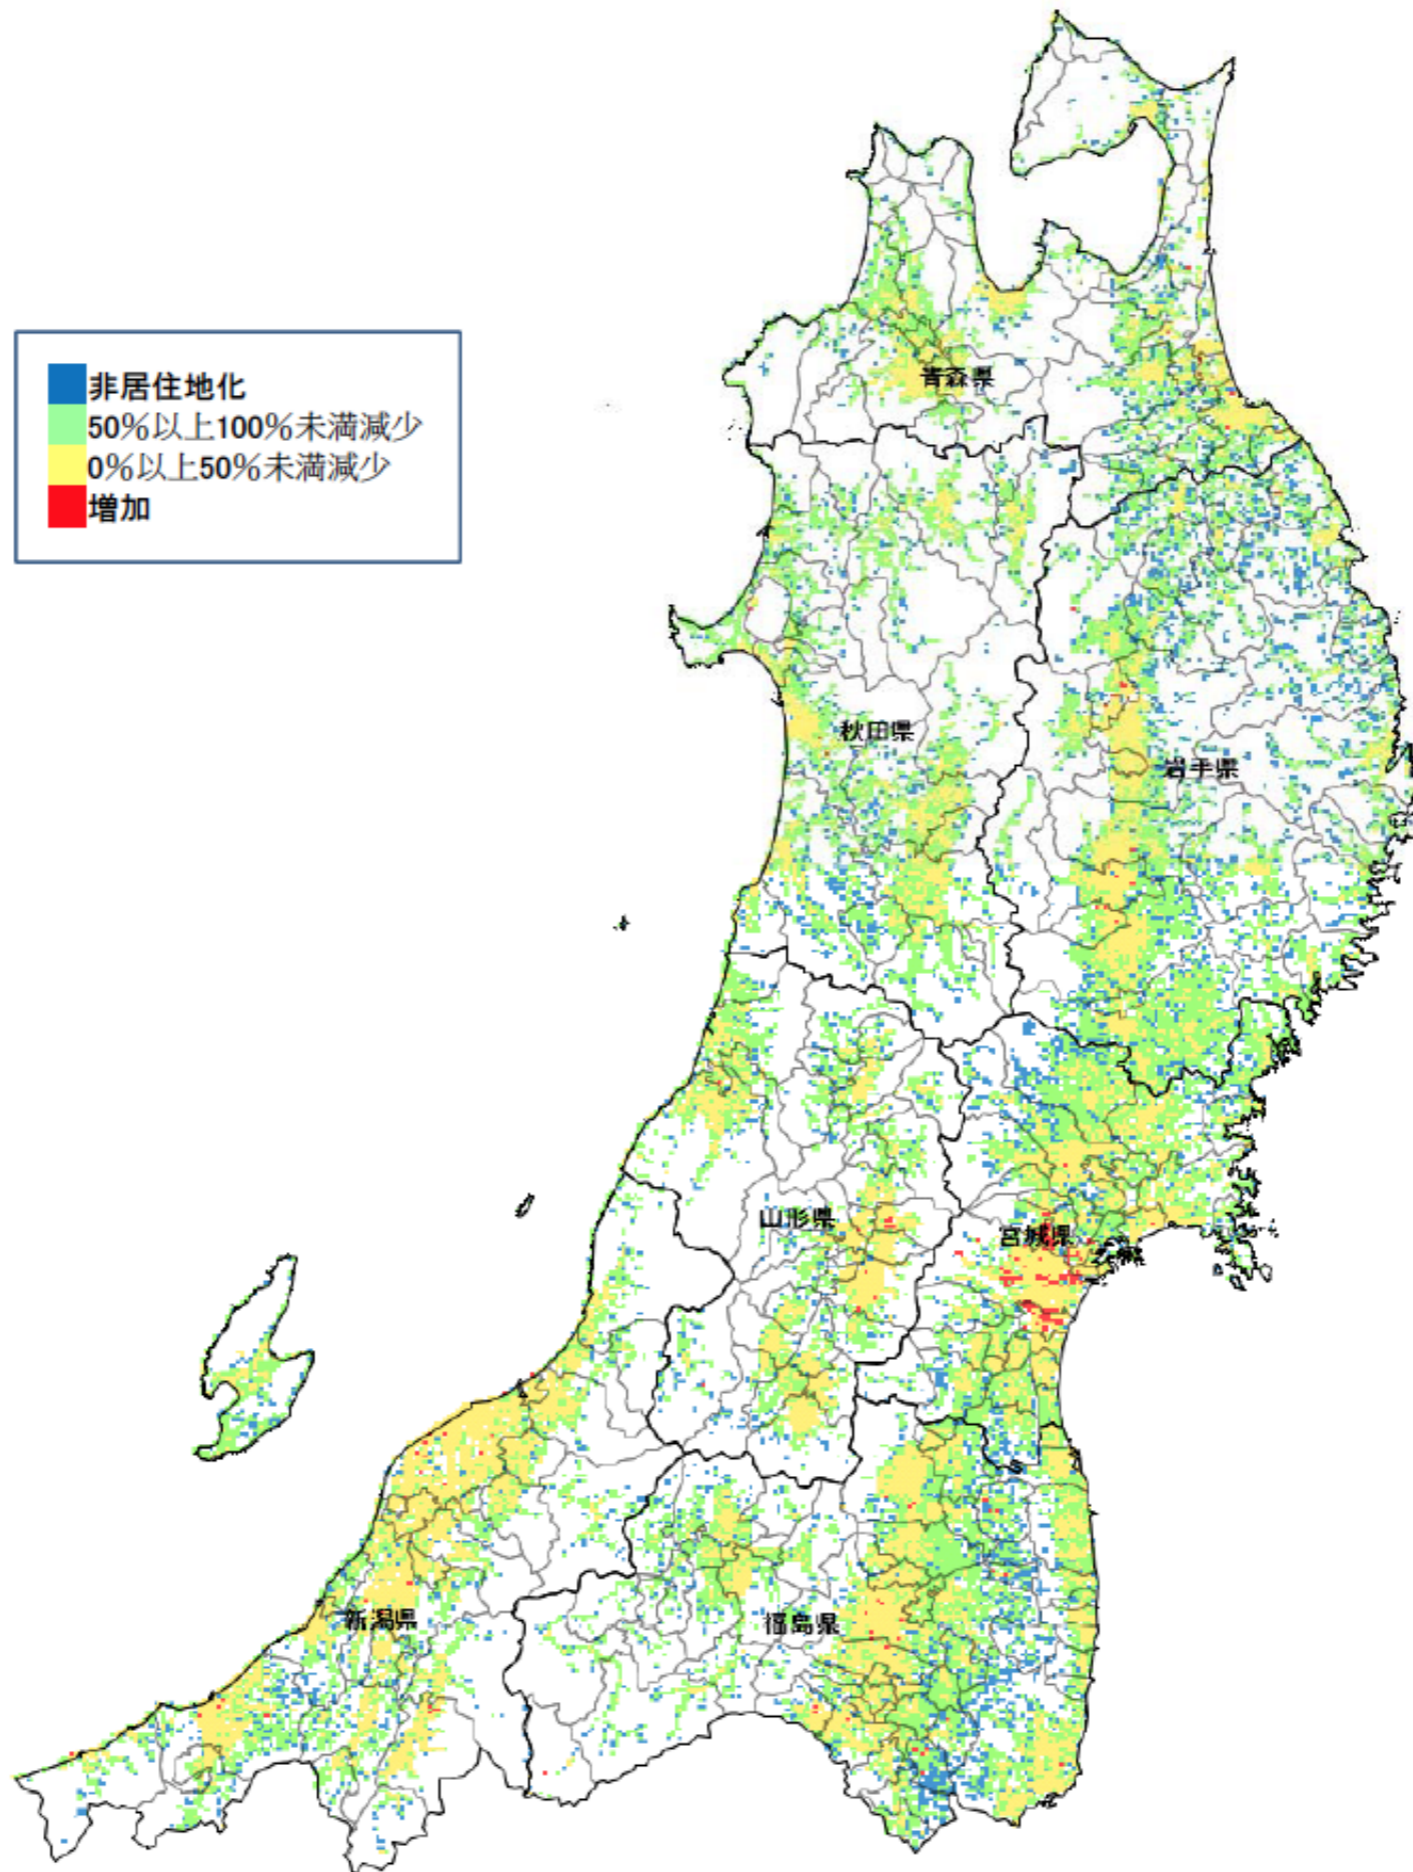 非居住地化
50%以上100%未満減少
0%以上50%未満減少
増加
青森県
秋田県
岩手県
山形県
宮城県
新潟県
福島県